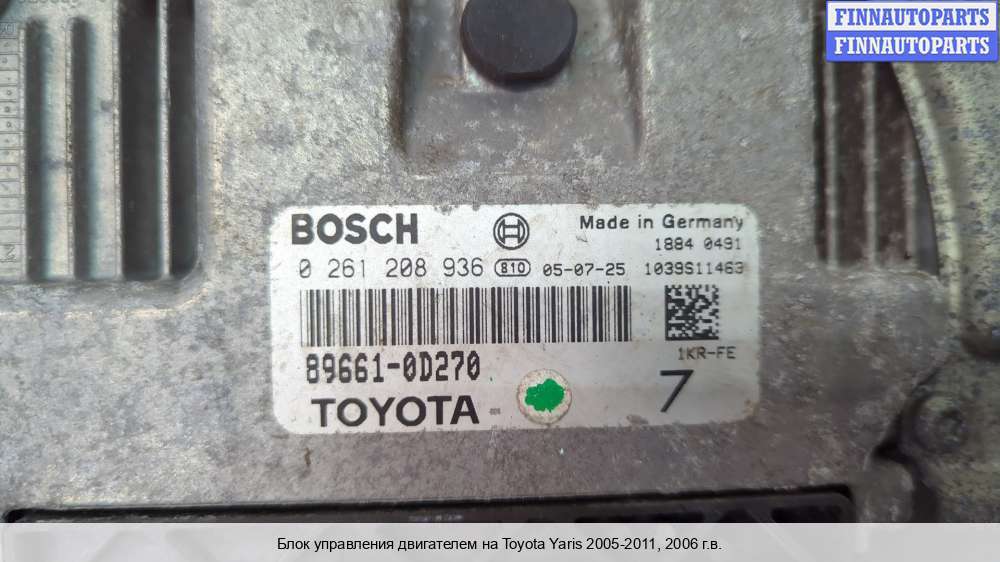 FINNAUTOPARTS
FINNAUTOPARTS
BOSCH Made in Germany
1884 0491
0 261 208 936 810 05-07-25 1039S11463
89661-0D270 1KR-FE
TOYOTA 7
Блок управления двигателем на Toyota Yaris 2005-2011, 2006 г.в.